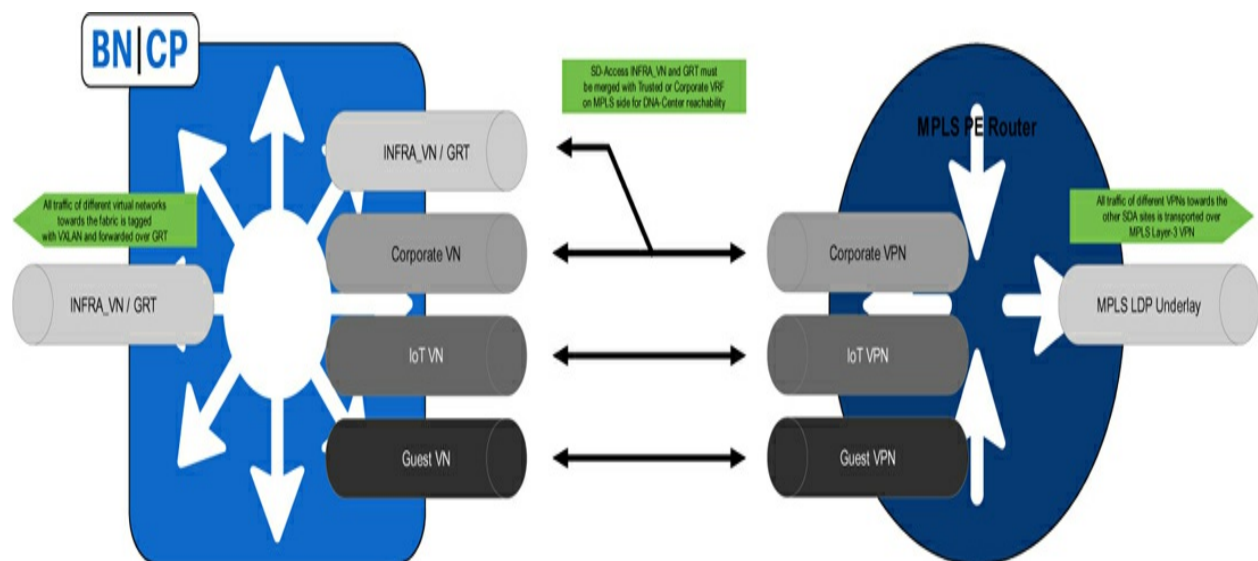 BN|CP
SD-Access INFRA_VN and GRT must
be merged with Trusted or Corporate VRF
on MPLS side for DNA-Center reachability
MPLS PE Router
INFRA_VN / GRT
All traffic of different virtual networks
towards the fabric is tagged
with VXLAN and forwarded over GRT
All traffic of different VPNs towards the
other SDA sites is transported over
MPLS Layer-3 VPN
Corporate VN
Corporate VPN
INFRA_VN / GRT
MPLS LDP Underlay
IoT VN
IoT VPN
Guest VN
Guest VPN